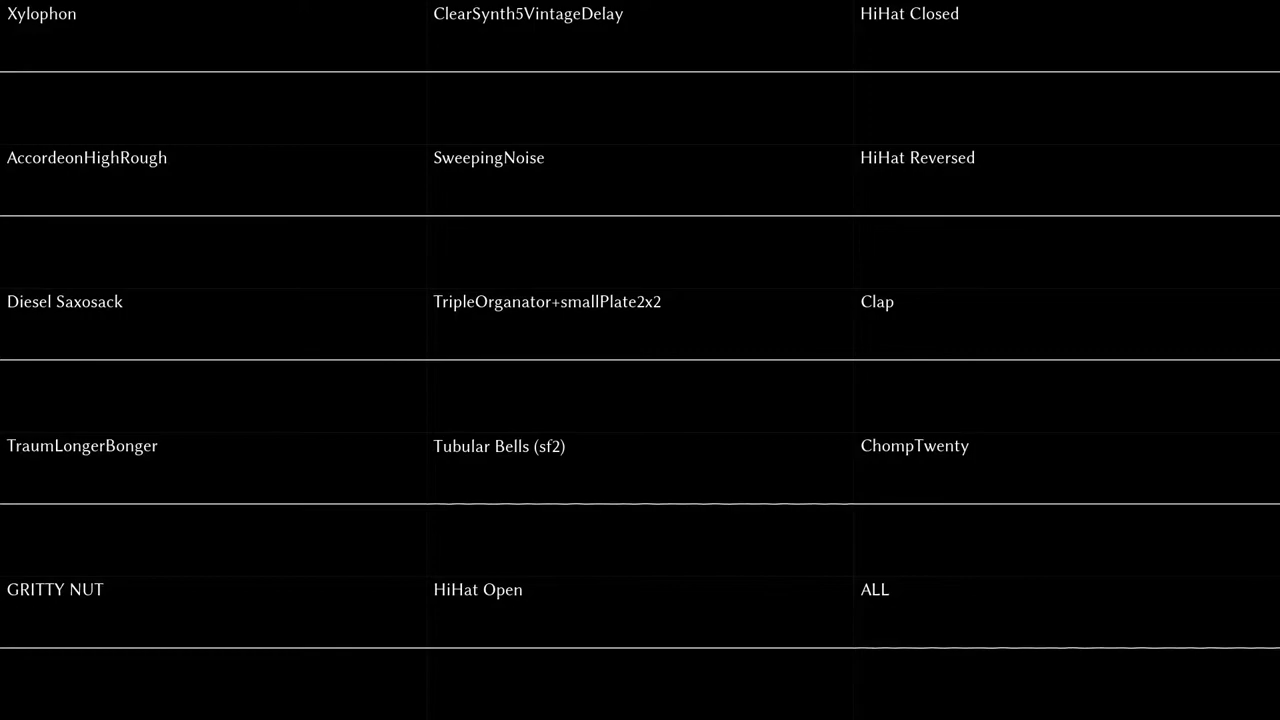 Xylophon
ClearSynth5VintageDelay
HiHat Closed
AccordeonHighRough
SweepingNoise
HiHat Reversed
Diesel Saxosack
TripleOrganator+smallPlate2x2
Clap
TraumLongerBonger
Tubular Bells (sf2)
ChompTwenty
GRITTY NUT
HiHat Open
ALL